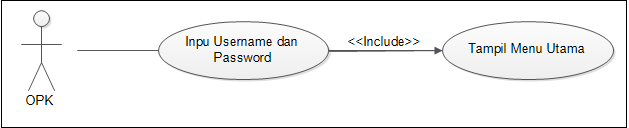 Inpu Username dan
Password
<<Include>>
Tampil Menu Utama
OPK